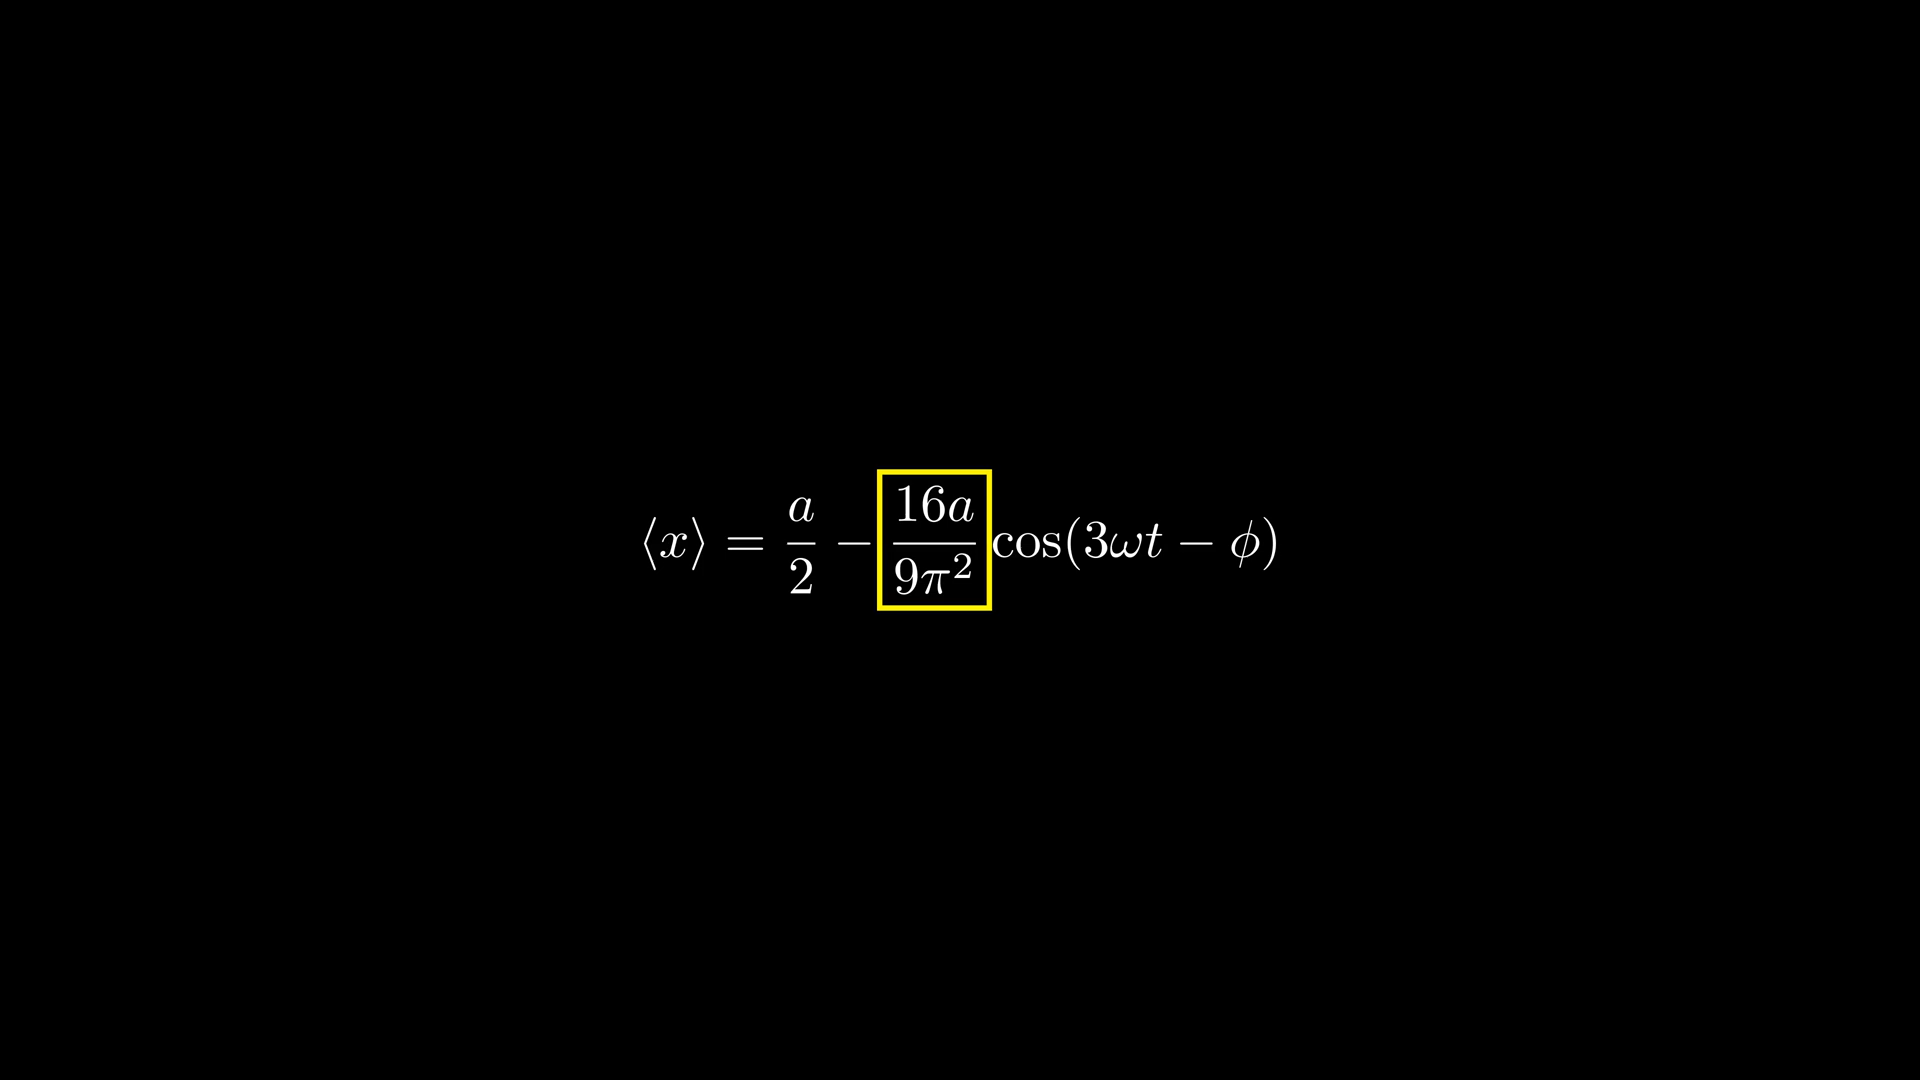 ⟨x⟩ = a/2 − 16a/9π² cos(3ωt − ϕ)